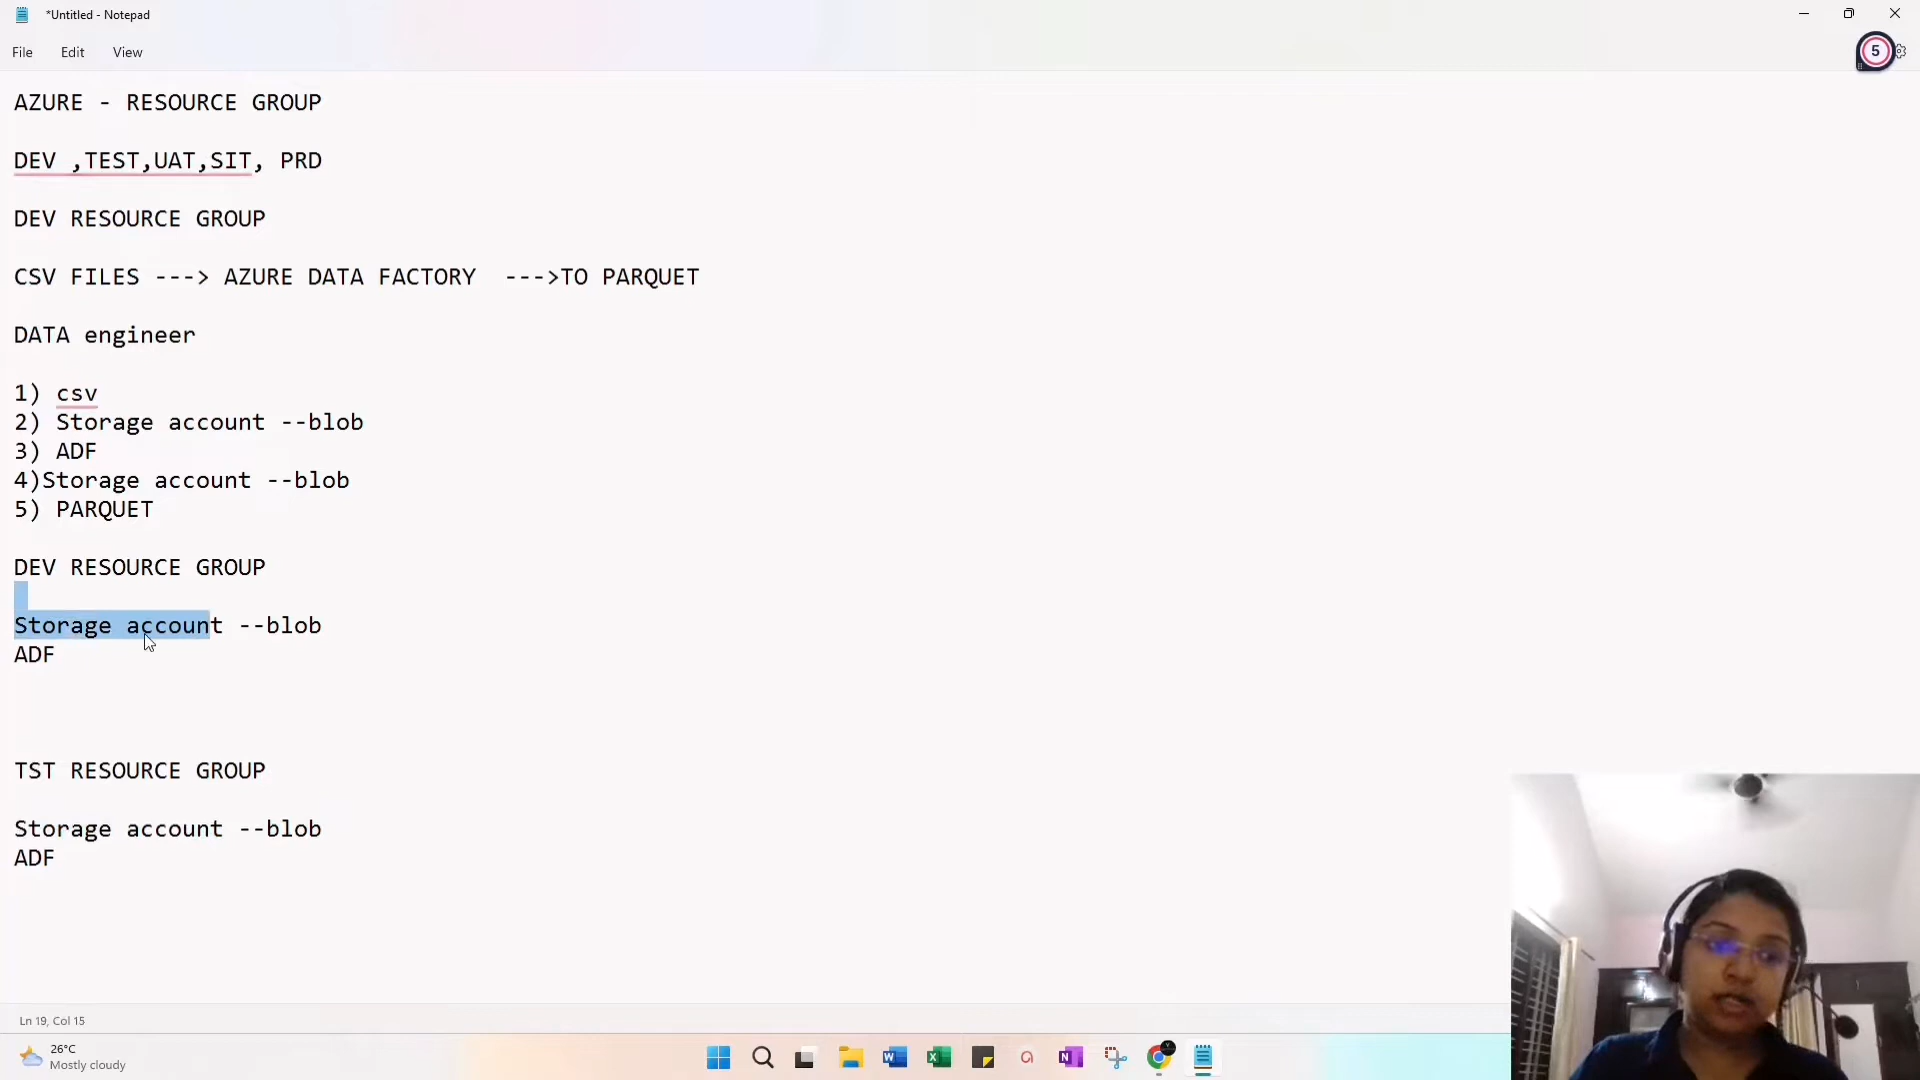 *Untitled - Notepad
File Edit View
5
AZURE - RESOURCE GROUP
DEV ,TEST,UAT,SIT, PRD
DEV RESOURCE GROUP
CSV FILES ---> AZURE DATA FACTORY  --->TO PARQUET
DATA engineer
1) csv
2) Storage account --blob
3) ADF
4)Storage account --blob
5) PARQUET
DEV RESOURCE GROUP
Storage account --blob
ADF
TST RESOURCE GROUP
Storage account --blob
ADF
Ln 19, Col 15
26°C
Mostly cloudy